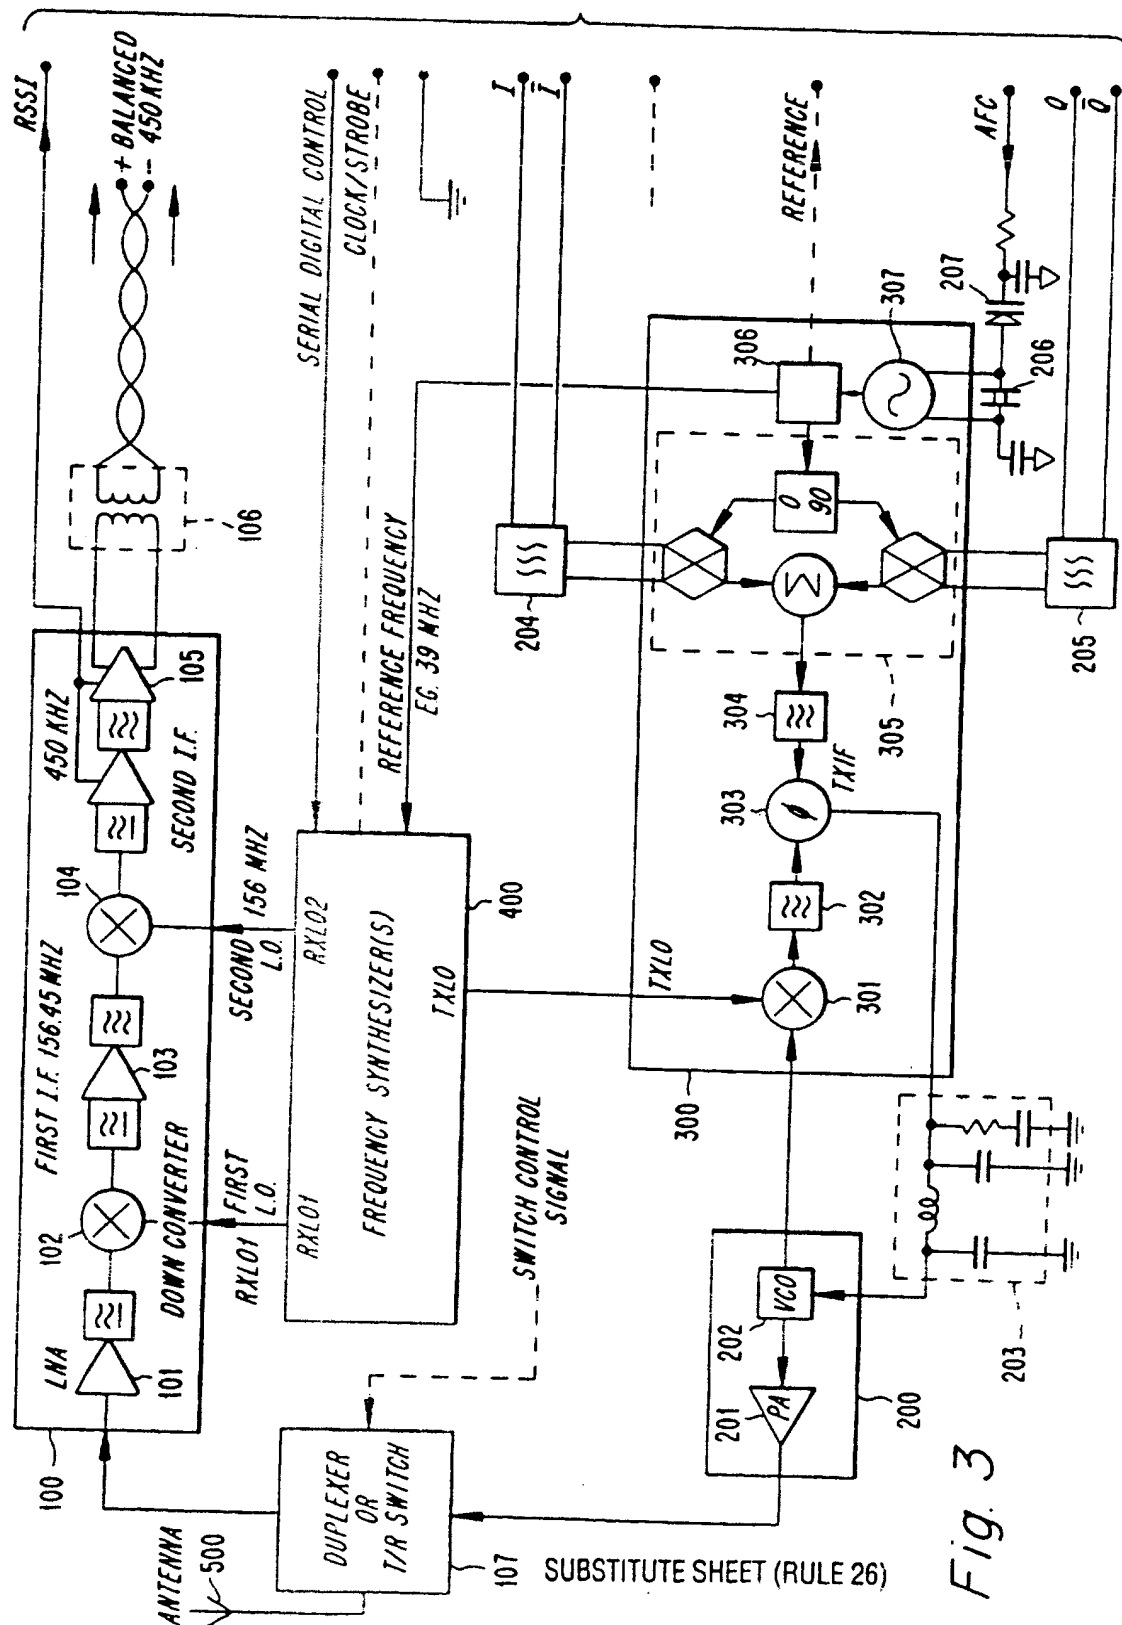 RSSI
+ BALANCED
- 450 KHZ
SERIAL DIGITAL CONTROL
CLOCK/STROBE
I
I̅
REFERENCE
AFC
Q
Q̅
106
207
307
306
206
REFERENCE FREQUENCY
EG. 39 MHZ
0
90
Σ
204
205
305
304
105
450 KHZ
SECOND I.F.
104
303
ϕ
TXIF
302
156 MHZ
SECOND
L.O.
RXLO2
400
FIRST I.F. 156.45 MHZ
103
FREQUENCY SYNTHESIZER(S)
TXLO
TXLO
301
300
102
DOWN CONVERTER
FIRST
L.O.
RXLO1
RXLO1
SWITCH CONTROL
SIGNAL
LNA
101
100
VCO
202
PA
201
200
203
ANTENNA
500
DUPLEXER
OR
T/R SWITCH
107
SUBSTITUTE SHEET (RULE 26)
Fig. 3